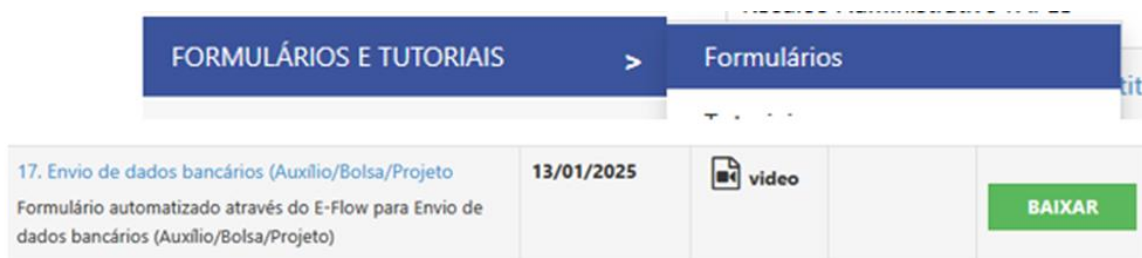 FORMULÁRIOS E TUTORIAIS > Formulários
17. Envio de dados bancários (Auxílio/Bolsa/Projeto 13/01/2025 video BAIXAR
Formulário automatizado através do E-Flow para Envio de
dados bancários (Auxílio/Bolsa/Projeto)